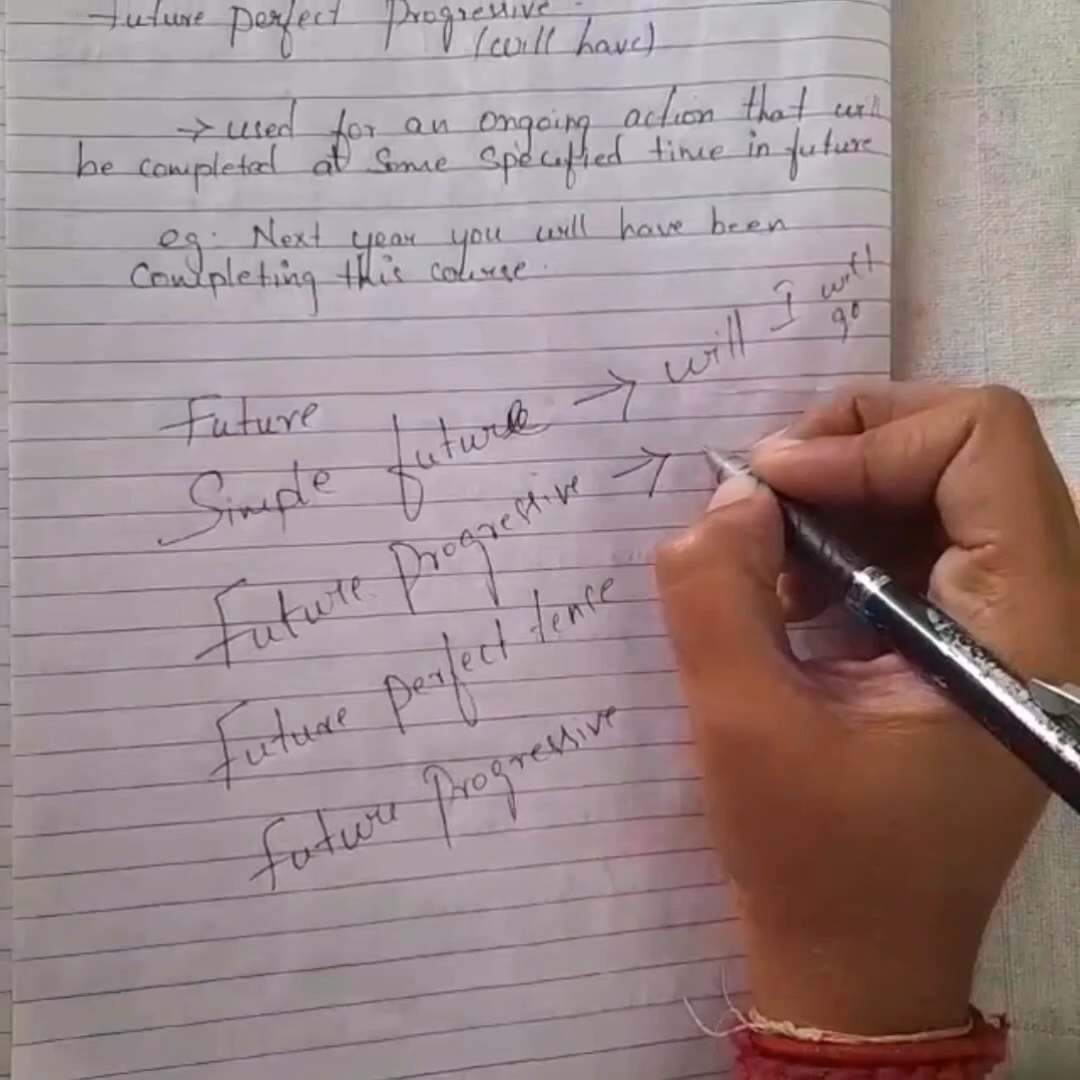 Future perfect Progressive.
(will have)
→ used for an ongoing action that will
be completed at some specified time in future
eg. Next year you will have been
Completing this course.
Future
Simple future → will I will go
Future Progressive →
Future perfect tence
Future Progressive